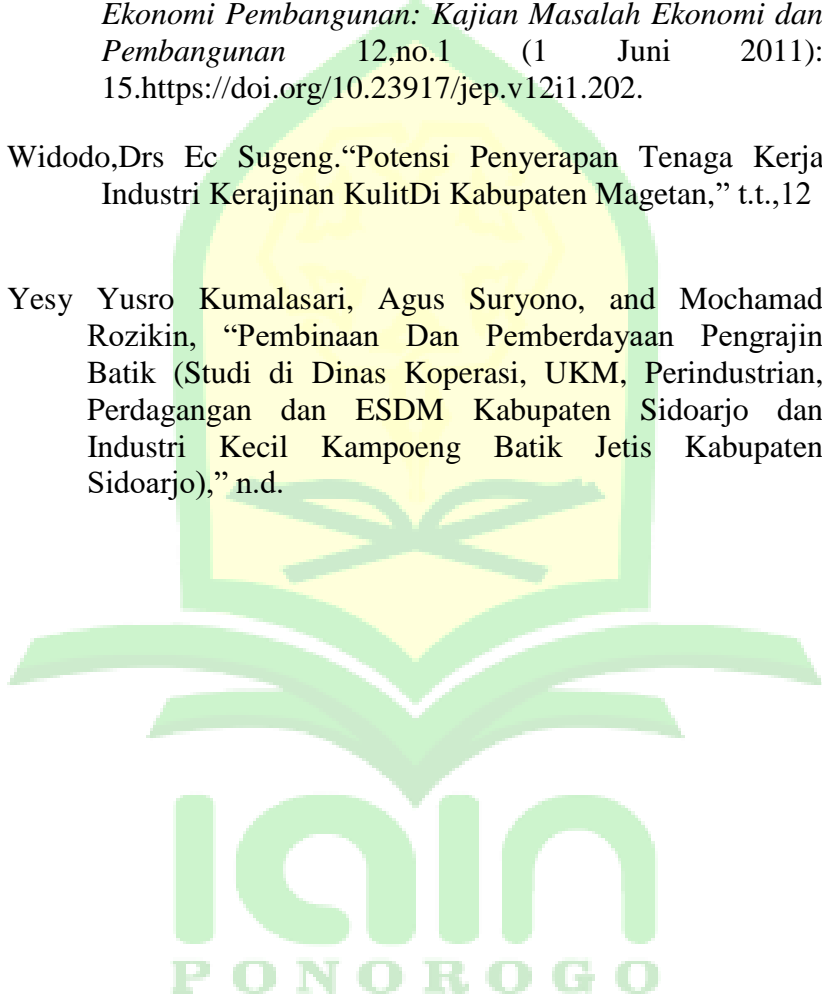 Ekonomi Pembangunan: Kajian Masalah Ekonomi dan
Pembangunan 12,no.1 (1 Juni 2011):
15.https://doi.org/10.23917/jep.v12i1.202.
Widodo,Drs Ec Sugeng.“Potensi Penyerapan Tenaga Kerja
Industri Kerajinan KulitDi Kabupaten Magetan,” t.t.,12
Yesy Yusro Kumalasari, Agus Suryono, and Mochamad
Rozikin, “Pembinaan Dan Pemberdayaan Pengrajin
Batik (Studi di Dinas Koperasi, UKM, Perindustrian,
Perdagangan dan ESDM Kabupaten Sidoarjo dan
Industri Kecil Kampoeng Batik Jetis Kabupaten
Sidoarjo),” n.d.
iain
PONOROGO